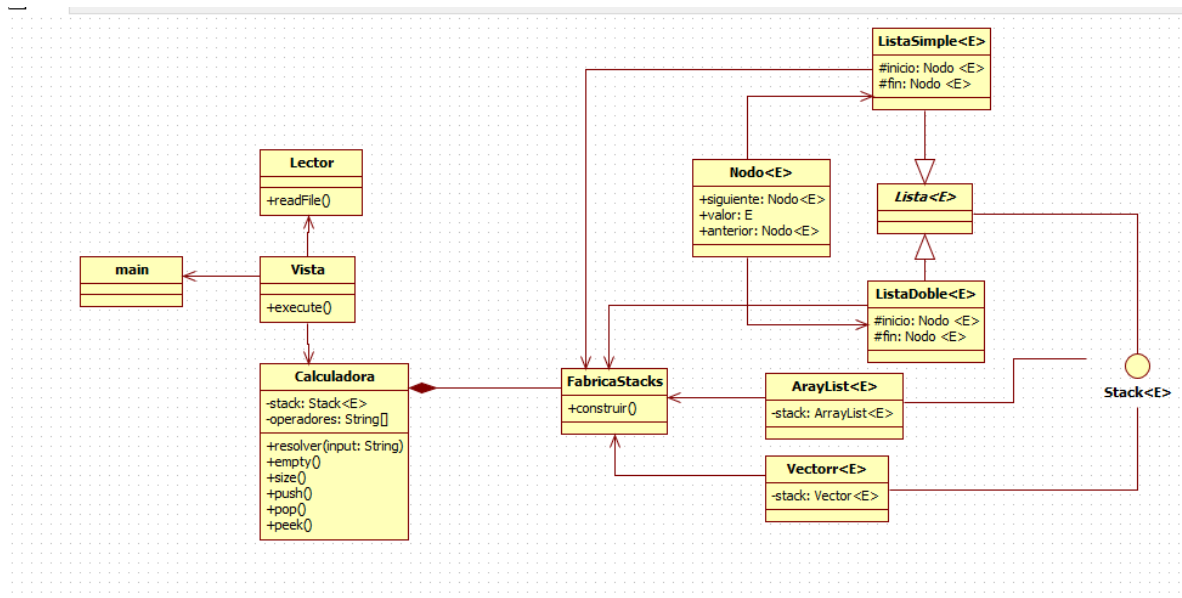 ListaSimple<E>
#inicio: Nodo <E>
#fin: Nodo <E>
Lector
+readFile()
Nodo<E>
+siguiente: Nodo<E>
+valor: E
+anterior: Nodo<E>
Lista<E>
main
Vista
+execute()
ListaDoble<E>
#inicio: Nodo <E>
#fin: Nodo <E>
Calculadora
-stack: Stack<E>
-operadores: String[]
+resolver(input: String)
+empty()
+size()
+push()
+pop()
+peek()
FabricaStacks
+construir()
ArayList<E>
-stack: ArrayList<E>
Stack<E>
Vectorr<E>
-stack: Vector<E>